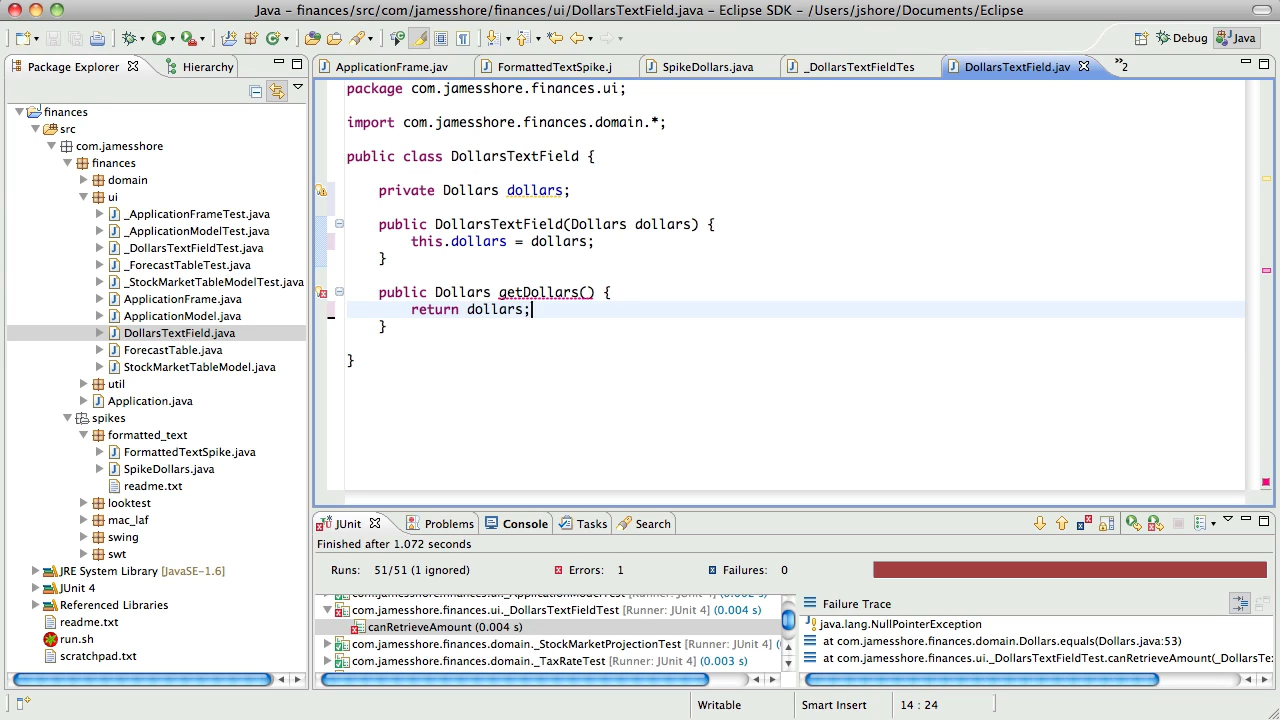 Java - finances/src/com/jamesshore/finances/ui/DollarsTextField.java - Eclipse SDK - /Users/jshore/Documents/Eclipse
Debug
Java
Package Explorer
Hierarchy
ApplicationFrame.jav
FormattedTextSpike.j
SpikeDollars.java
_DollarsTextFieldTes
DollarsTextField.jav
»2
finances
src
com.jamesshore
finances
domain
ui
_ApplicationFrameTest.java
_ApplicationModelTest.java
_DollarsTextFieldTest.java
_ForecastTableTest.java
_StockMarketTableModelTest.java
ApplicationFrame.java
ApplicationModel.java
DollarsTextField.java
ForecastTable.java
StockMarketTableModel.java
util
Application.java
spikes
formatted_text
FormattedTextSpike.java
SpikeDollars.java
readme.txt
looktest
mac_laf
swing
swt
JRE System Library [JavaSE-1.6]
JUnit 4
Referenced Libraries
readme.txt
run.sh
scratchpad.txt
package com.jamesshore.finances.ui;
import com.jamesshore.finances.domain.*;
public class DollarsTextField {
private Dollars dollars;
public DollarsTextField(Dollars dollars) {
this.dollars = dollars;
}
public Dollars getDollars() {
return dollars;
}
}
JUnit
Problems
Console
Tasks
Search
Finished after 1.072 seconds
Runs: 51/51 (1 ignored)
Errors: 1
Failures: 0
com.jamesshore.finances.ui._DollarsTextFieldTest [Runner: JUnit 4] (0.004 s)
canRetrieveAmount (0.004 s)
com.jamesshore.finances.domain._StockMarketProjectionTest [Runner: JUnit 4] (
com.jamesshore.finances.domain._TaxRateTest [Runner: JUnit 4] (0.003 s)
Failure Trace
java.lang.NullPointerException
at com.jamesshore.finances.domain.Dollars.equals(Dollars.java:53)
at com.jamesshore.finances.ui._DollarsTextFieldTest.canRetrieveAmount(_DollarsTex
Writable
Smart Insert
14 : 24